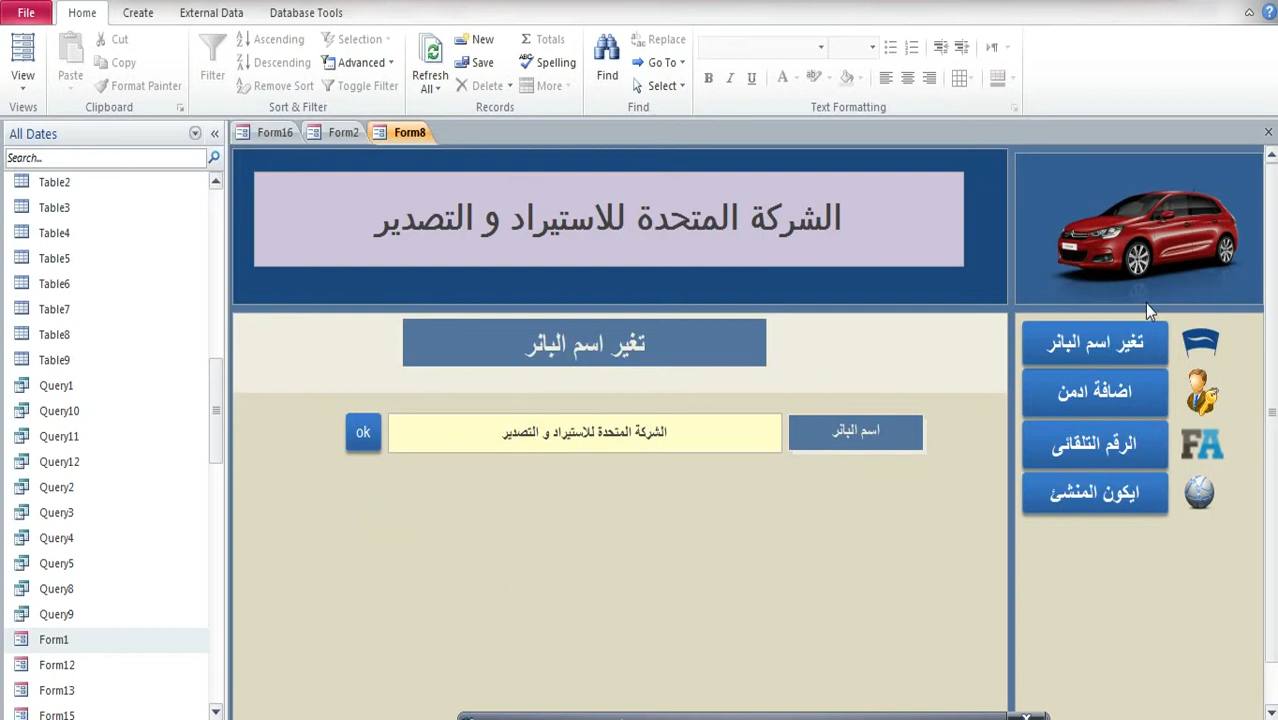 File Home Create External Data Database Tools
View
Views
Paste
Cut
Copy
Format Painter
Clipboard
Filter
Ascending
Descending
Remove Sort
Selection
Advanced
Toggle Filter
Sort & Filter
Refresh
All
New
Save
Delete
Totals
Spelling
More
Records
Find
Replace
Go To
Select
Find
B I U A
Text Formatting
All Dates
Search...
Table2
Table3
Table4
Table5
Table6
Table7
Table8
Table9
Query1
Query10
Query11
Query12
Query2
Query3
Query4
Query5
Query8
Query9
Form1
Form12
Form13
Form15
Form16 Form2 Form8
الشركة المتحدة للاستيراد و التصدير
تغير اسم البانر
اسم البانر
الشركة المتحدة للاستيراد و التصدير
ok
تغير اسم البانر
اضافة ادمن
الرقم التلقائى
FA
ايكون المنشئ